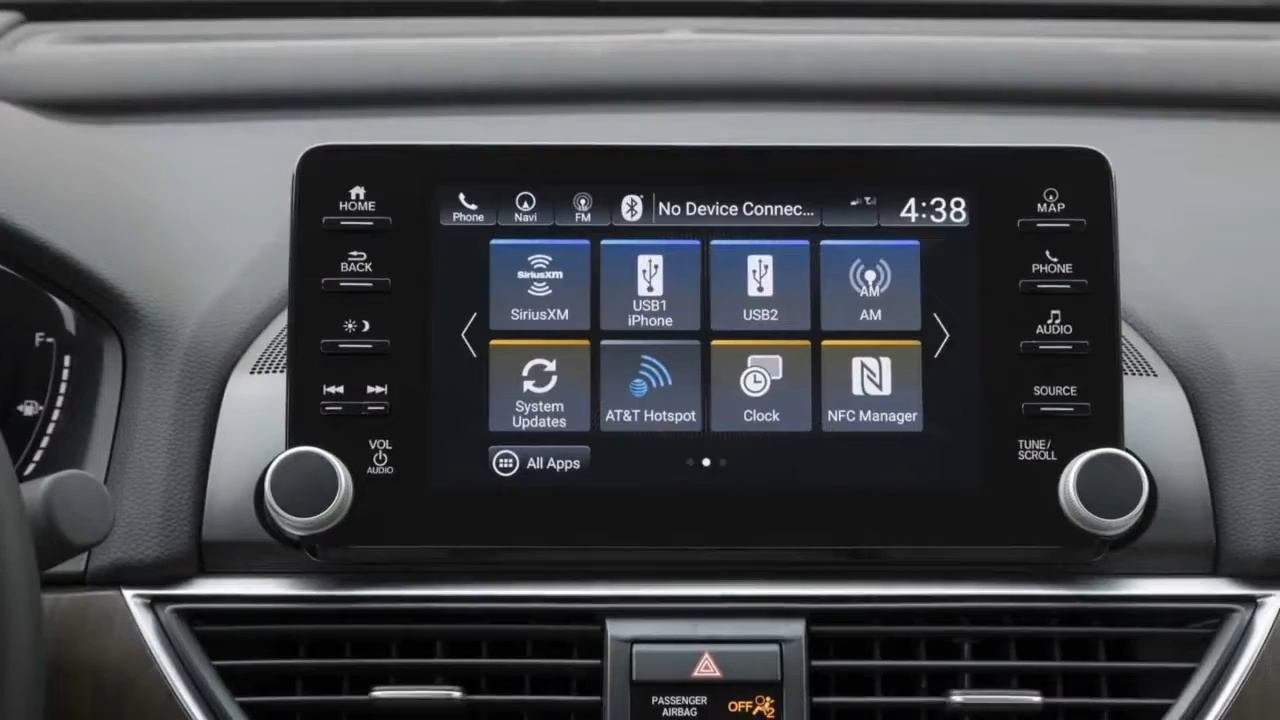 HOME
BACK
VOL
AUDIO
F
Phone
Navi
FM
No Device Connec...
4:38
SiriusXM
SiriusXM
USB1
iPhone
USB2
AM
AM
System
Updates
AT&T Hotspot
Clock
NFC Manager
All Apps
MAP
PHONE
AUDIO
SOURCE
TUNE/
SCROLL
PASSENGER
AIRBAG
OFF
2